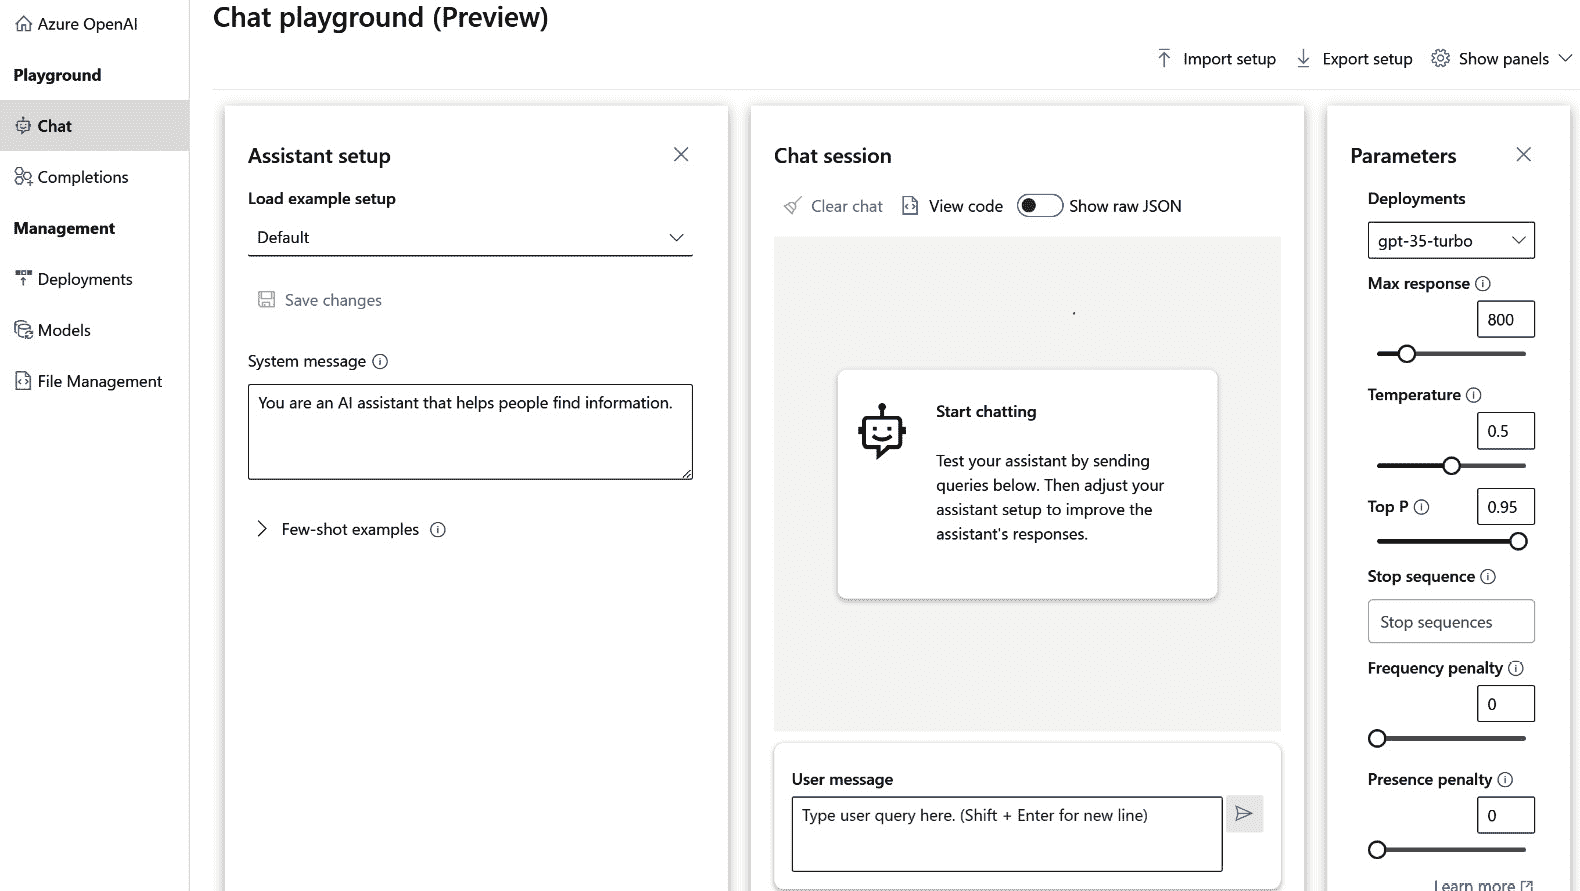 Azure OpenAI
Playground
Chat
Completions
Management
Deployments
Models
File Management
Chat playground (Preview)
Import setup
Export setup
Show panels
Assistant setup
Load example setup
Default
Save changes
System message
You are an AI assistant that helps people find information.
Few-shot examples
Chat session
Clear chat
View code
Show raw JSON
Start chatting
Test your assistant by sending
queries below. Then adjust your
assistant setup to improve the
assistant's responses.
User message
Type user query here. (Shift + Enter for new line)
Parameters
Deployments
gpt-35-turbo
Max response
800
Temperature
0.5
Top P
0.95
Stop sequence
Stop sequences
Frequency penalty
0
Presence penalty
0
Learn more